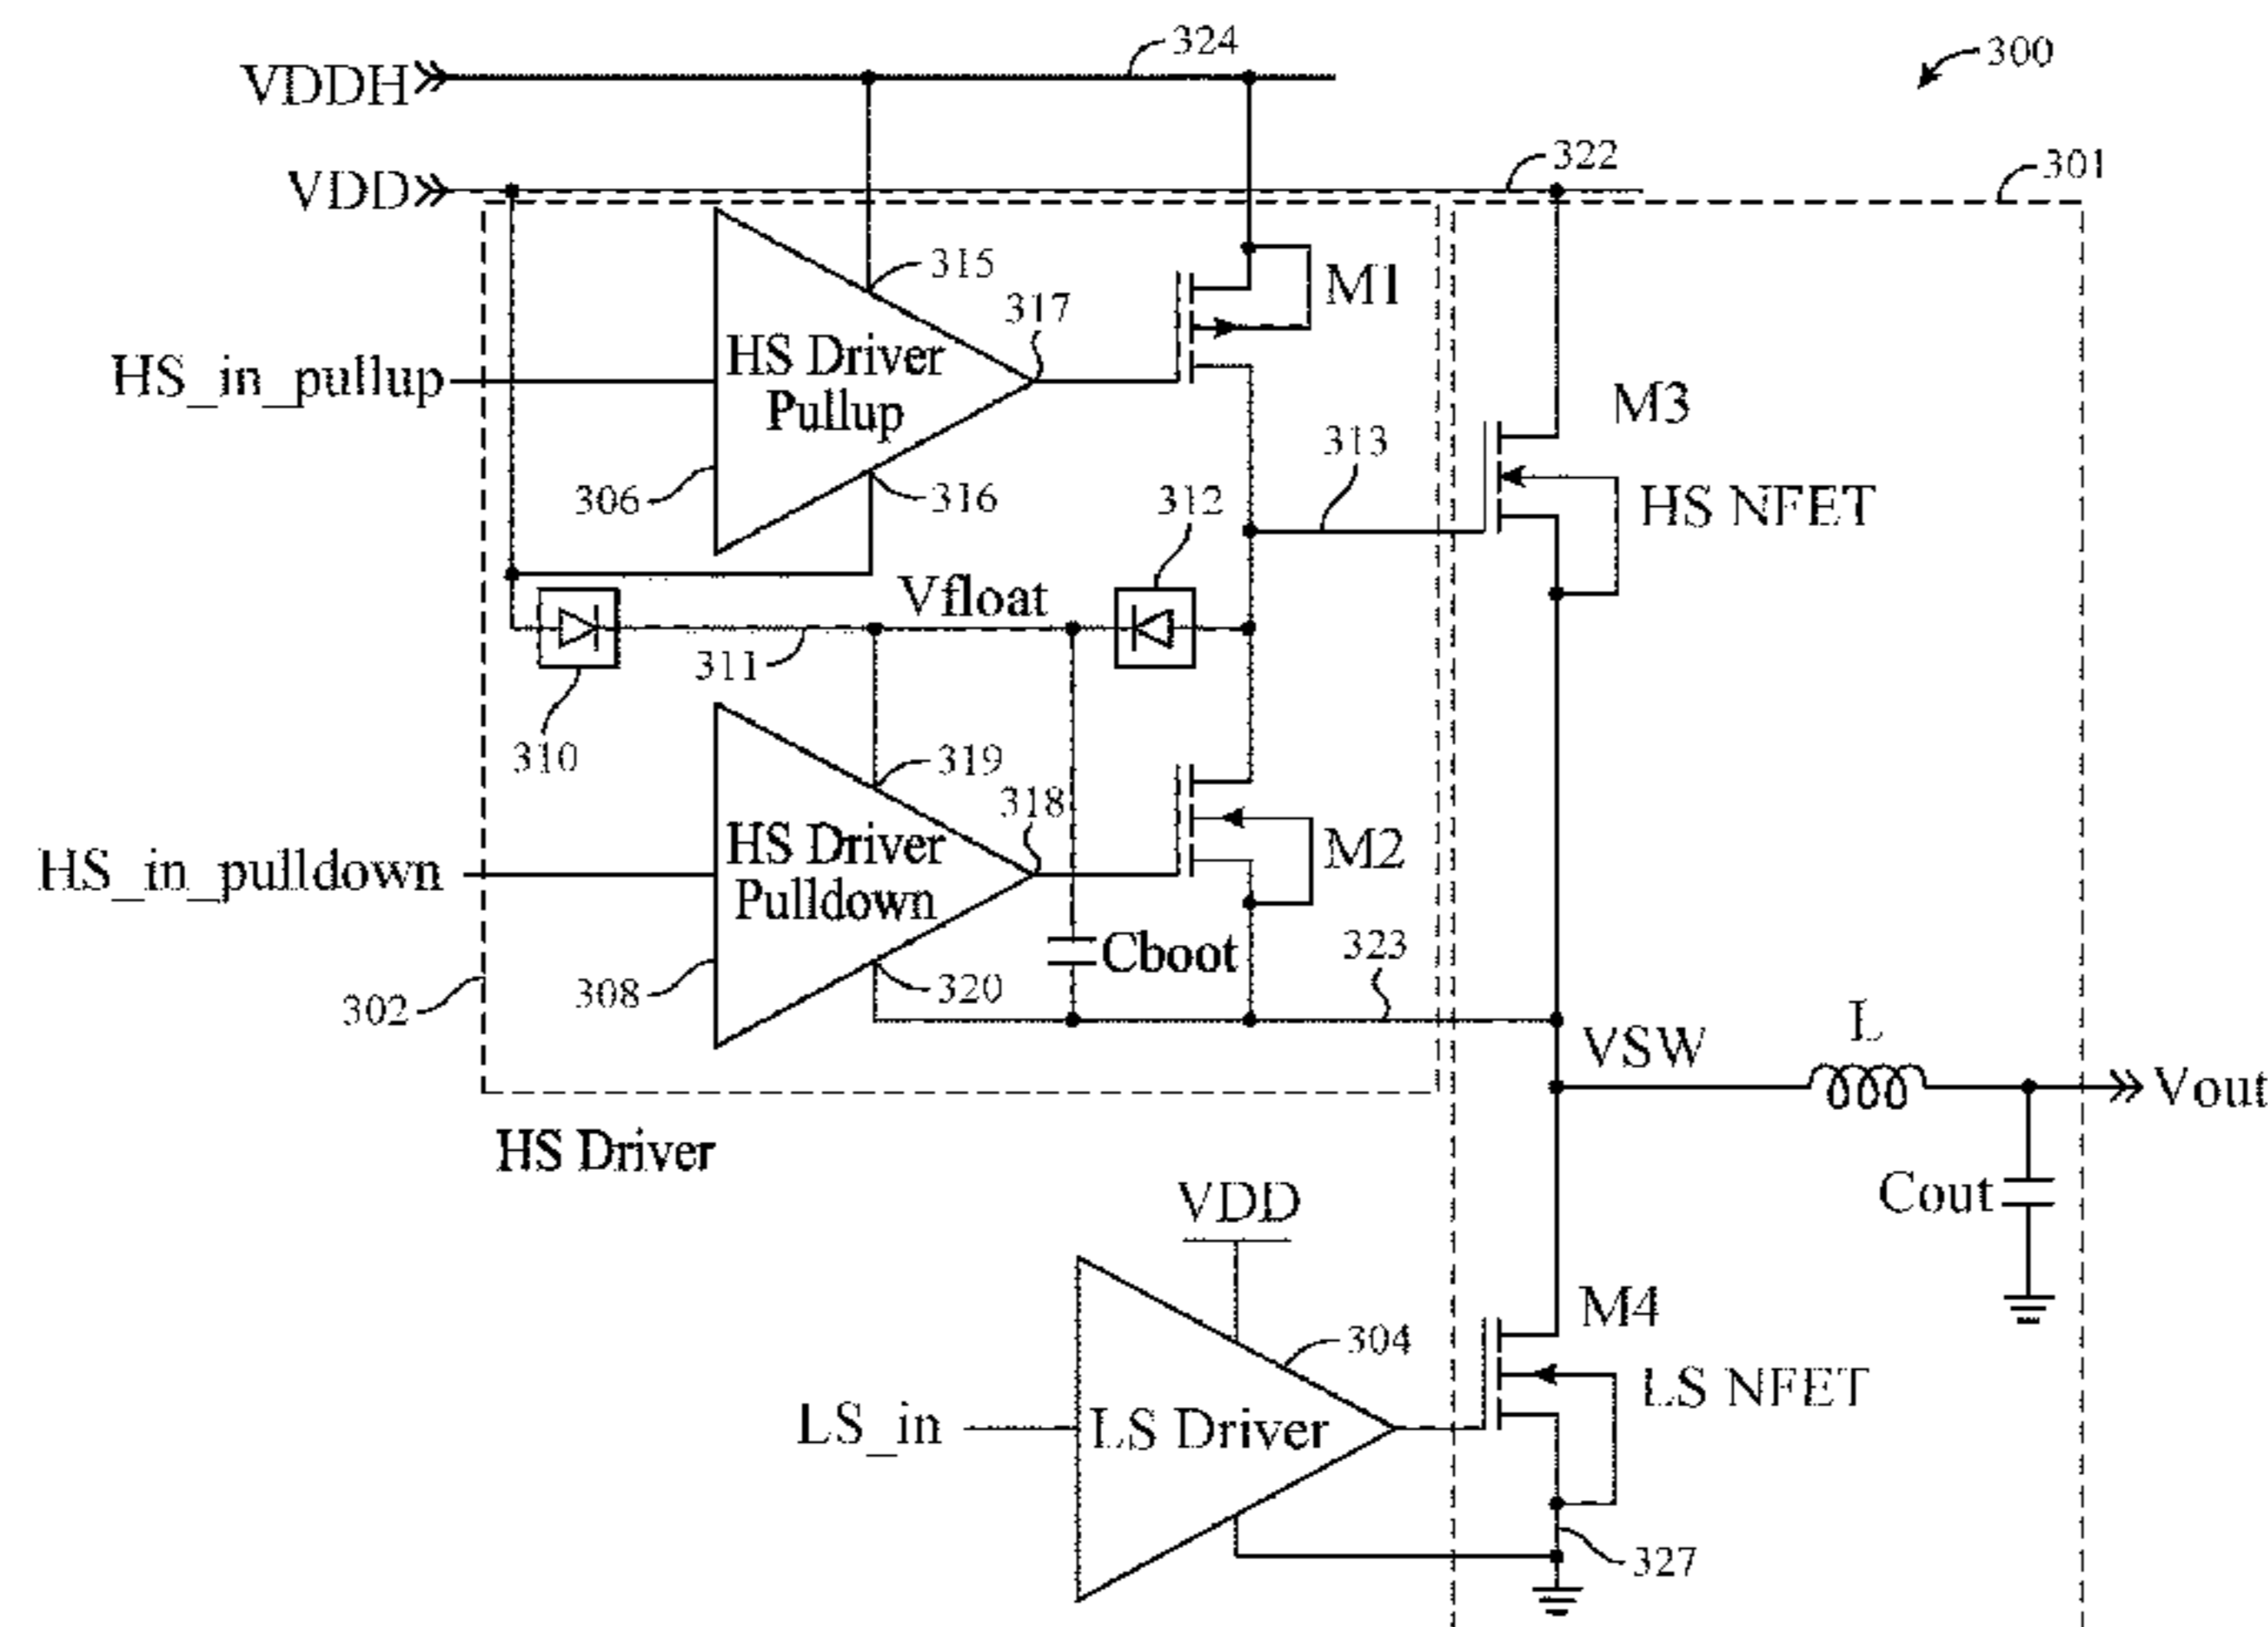 324
300
VDDH
322
301
VDD
315
M1
317
HS Driver
Pullup
HS_in_pullup
M3
313
306
316
312
HS NFET
Vfloat
311
310
319
318
HS Driver
Pulldown
M2
HS_in_pulldown
Cboot
323
302
308
320
L
VSW
Vout
HS Driver
VDD
Cout
M4
304
LS NFET
LS_in
LS Driver
327